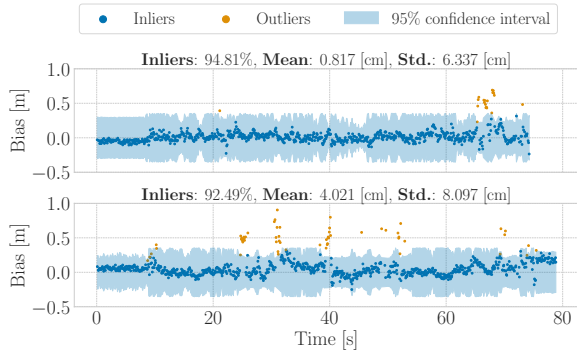 Inliers Outliers 95% confidence interval
Inliers: 94.81%, Mean: 0.817 [cm], Std.: 6.337 [cm]
1.0
0.5
0.0
−0.5
Bias [m]
Inliers: 92.49%, Mean: 4.021 [cm], Std.: 8.097 [cm]
1.0
0.5
0.0
−0.5
Bias [m]
0 20 40 60 80
Time [s]